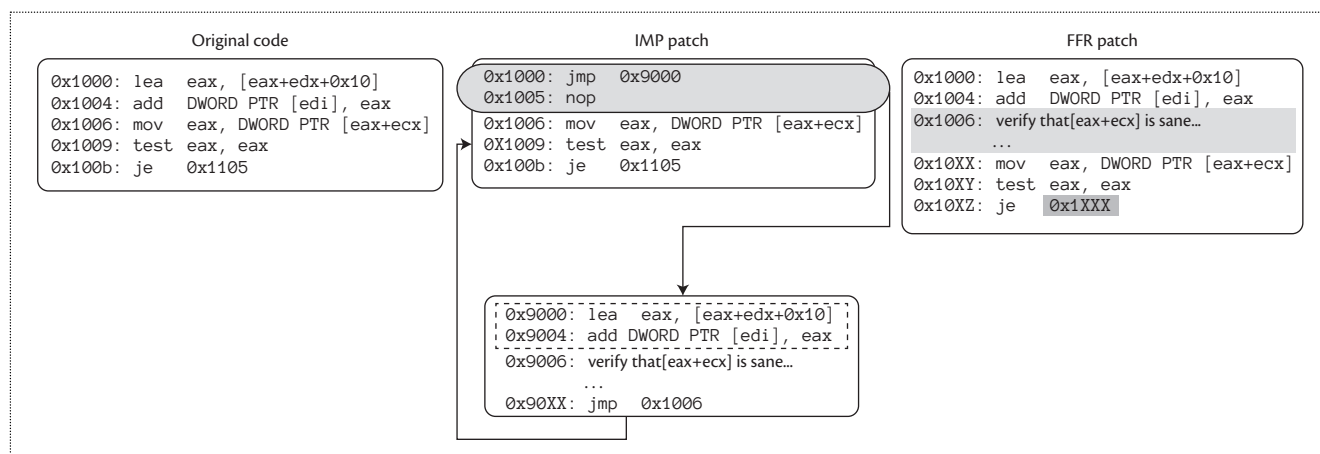 Original code
0x1000: lea eax, [eax+edx+0x10]
0x1004: add DWORD PTR [edi], eax
0x1006: mov eax, DWORD PTR [eax+ecx]
0x1009: test eax, eax
0x100b: je 0x1105
IMP patch
0x1000: jmp 0x9000
0x1005: nop
0x1006: mov eax, DWORD PTR [eax+ecx]
0X1009: test eax, eax
0x100b: je 0x1105
0x9000: lea eax, [eax+edx+0x10]
0x9004: add DWORD PTR [edi], eax
0x9006: verify that[eax+ecx] is sane...
...
0x90XX: jmp 0x1006
FFR patch
0x1000: lea eax, [eax+edx+0x10]
0x1004: add DWORD PTR [edi], eax
0x1006: verify that[eax+ecx] is sane...
...
0x10XX: mov eax, DWORD PTR [eax+ecx]
0x10XY: test eax, eax
0x10XZ: je 0x1XXX